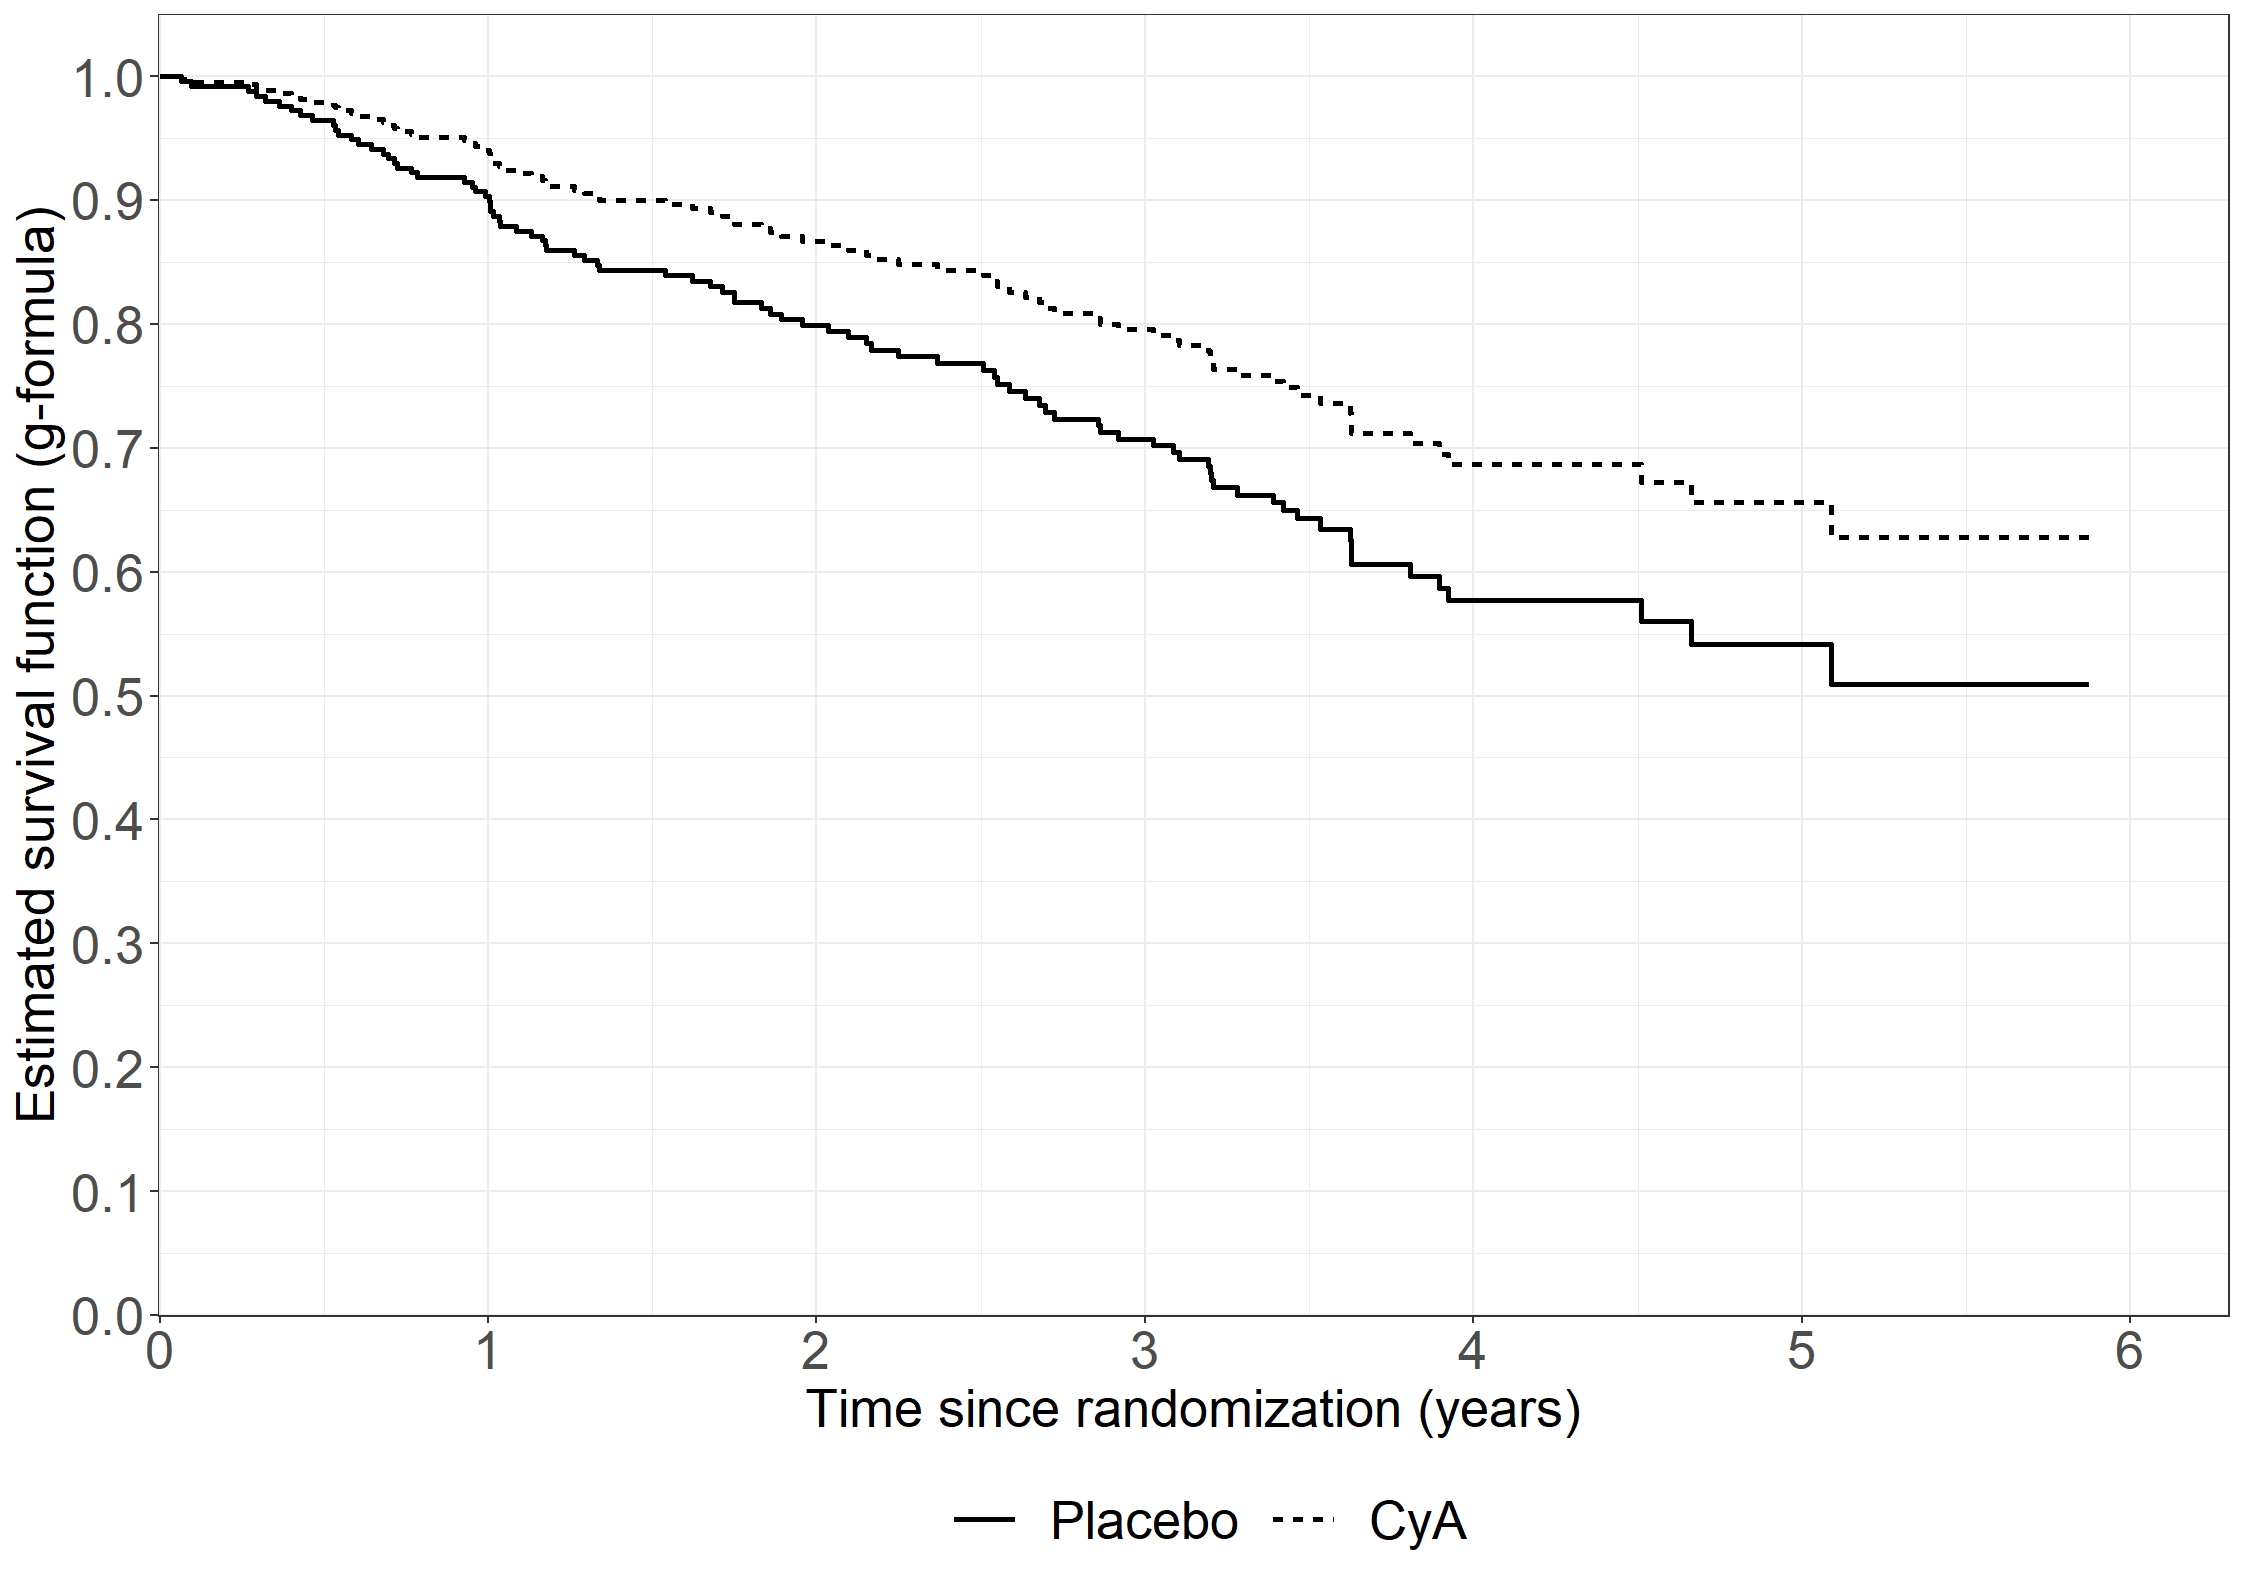 Estimated survival function (g-formula)
1.0
0.9
0.8
0.7
0.6
0.5
0.4
0.3
0.2
0.1
0.0
0 1 2 3 4 5 6
Time since randomization (years)
Placebo CyA